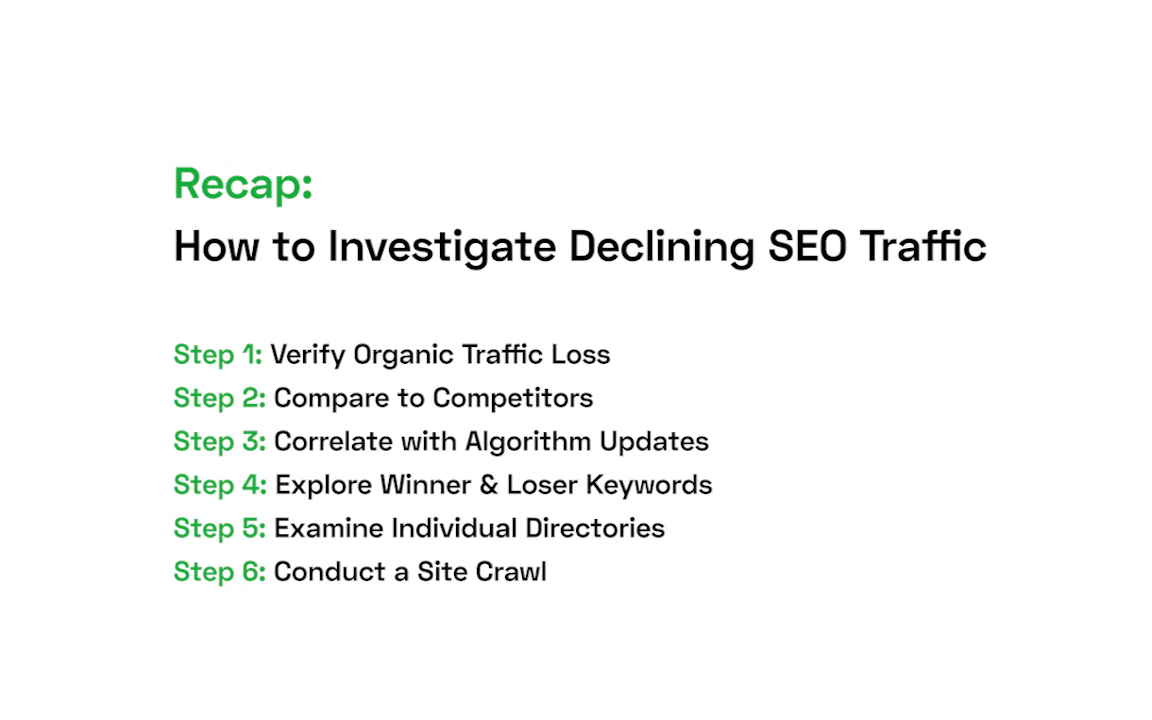 Recap:
How to Investigate Declining SEO Traffic
Step 1: Verify Organic Traffic Loss
Step 2: Compare to Competitors
Step 3: Correlate with Algorithm Updates
Step 4: Explore Winner & Loser Keywords
Step 5: Examine Individual Directories
Step 6: Conduct a Site Crawl